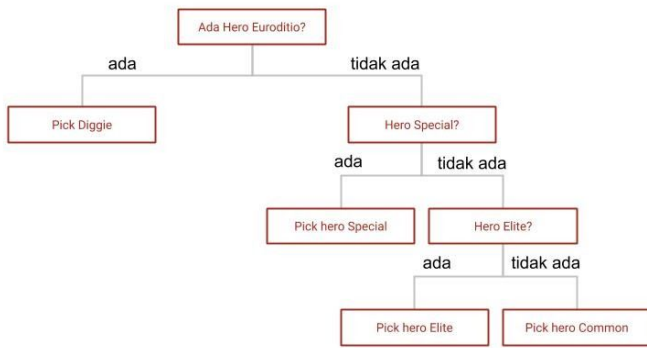 Ada Hero Euroditio?
ada
tidak ada
Pick Diggie
Hero Special?
ada
tidak ada
Pick hero Special
Hero Elite?
ada
tidak ada
Pick hero Elite
Pick hero Common